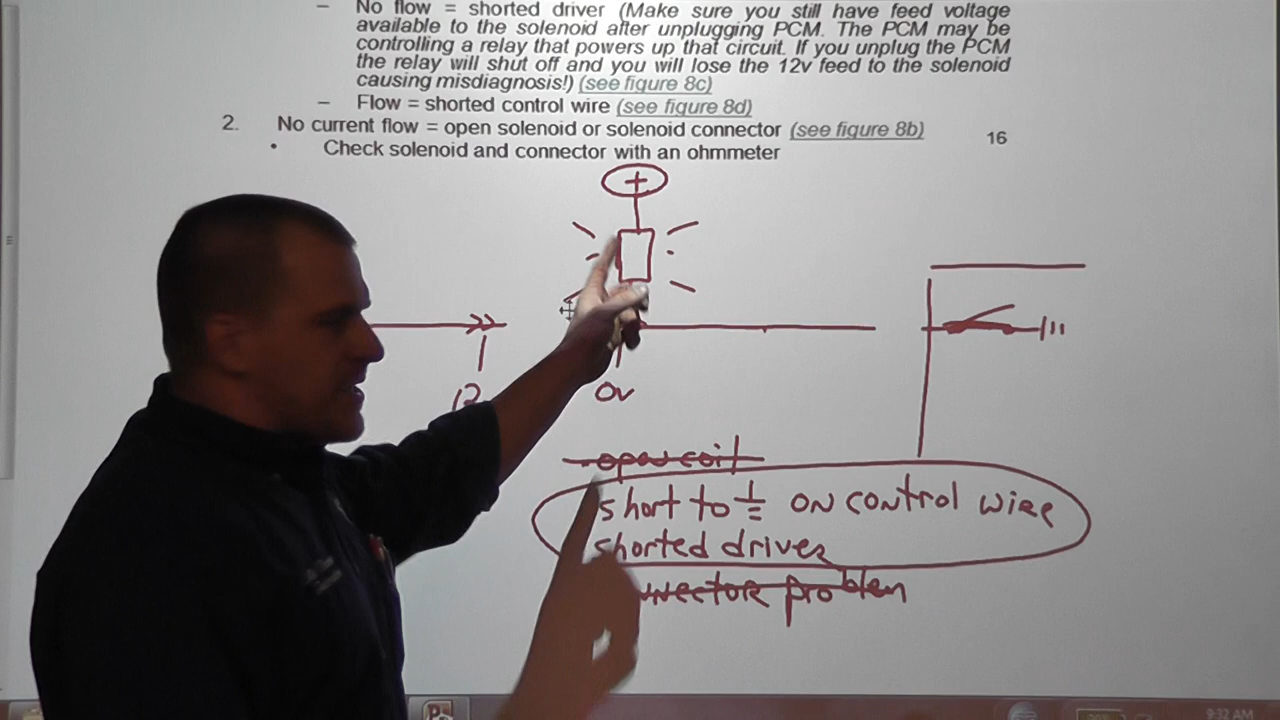 – No flow = shorted driver (Make sure you still have feed voltage
available to the solenoid after unplugging PCM. The PCM may be
controlling a relay that powers up that circuit. If you unplug the PCM
the relay will shut off and you will lose the 12v feed to the solenoid
causing misdiagnosis!) (see figure 8c)
– Flow = shorted control wire (see figure 8d)
2. No current flow = open solenoid or solenoid connector (see figure 8b)
16
• Check solenoid and connector with an ohmmeter
+
0v
open coil
short to on control wire
shorted driver
problem
9:32 AM